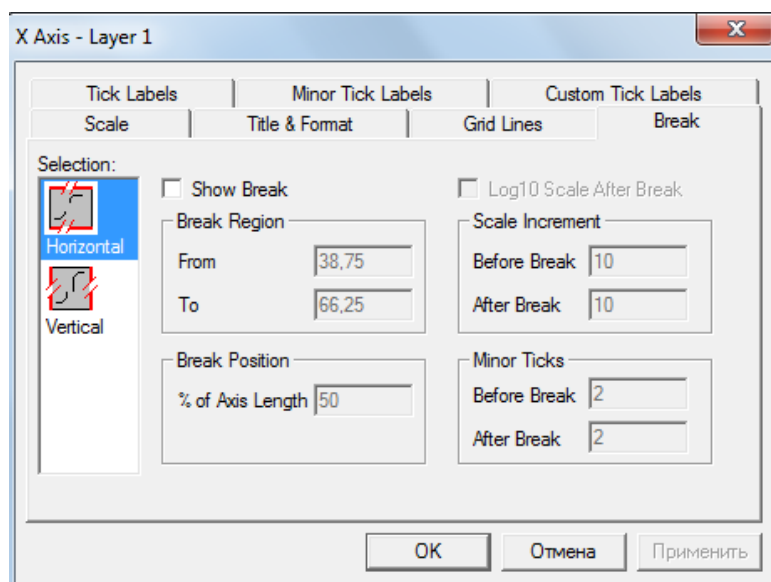 X Axis - Layer 1
Tick Labels Minor Tick Labels Custom Tick Labels
Scale Title & Format Grid Lines Break
Selection:
Horizontal
Vertical
Show Break
Break Region
From 38,75
To 66,25
Break Position
% of Axis Length 50
Log10 Scale After Break
Scale Increment
Before Break 10
After Break 10
Minor Ticks
Before Break 2
After Break 2
OK Отмена Применить